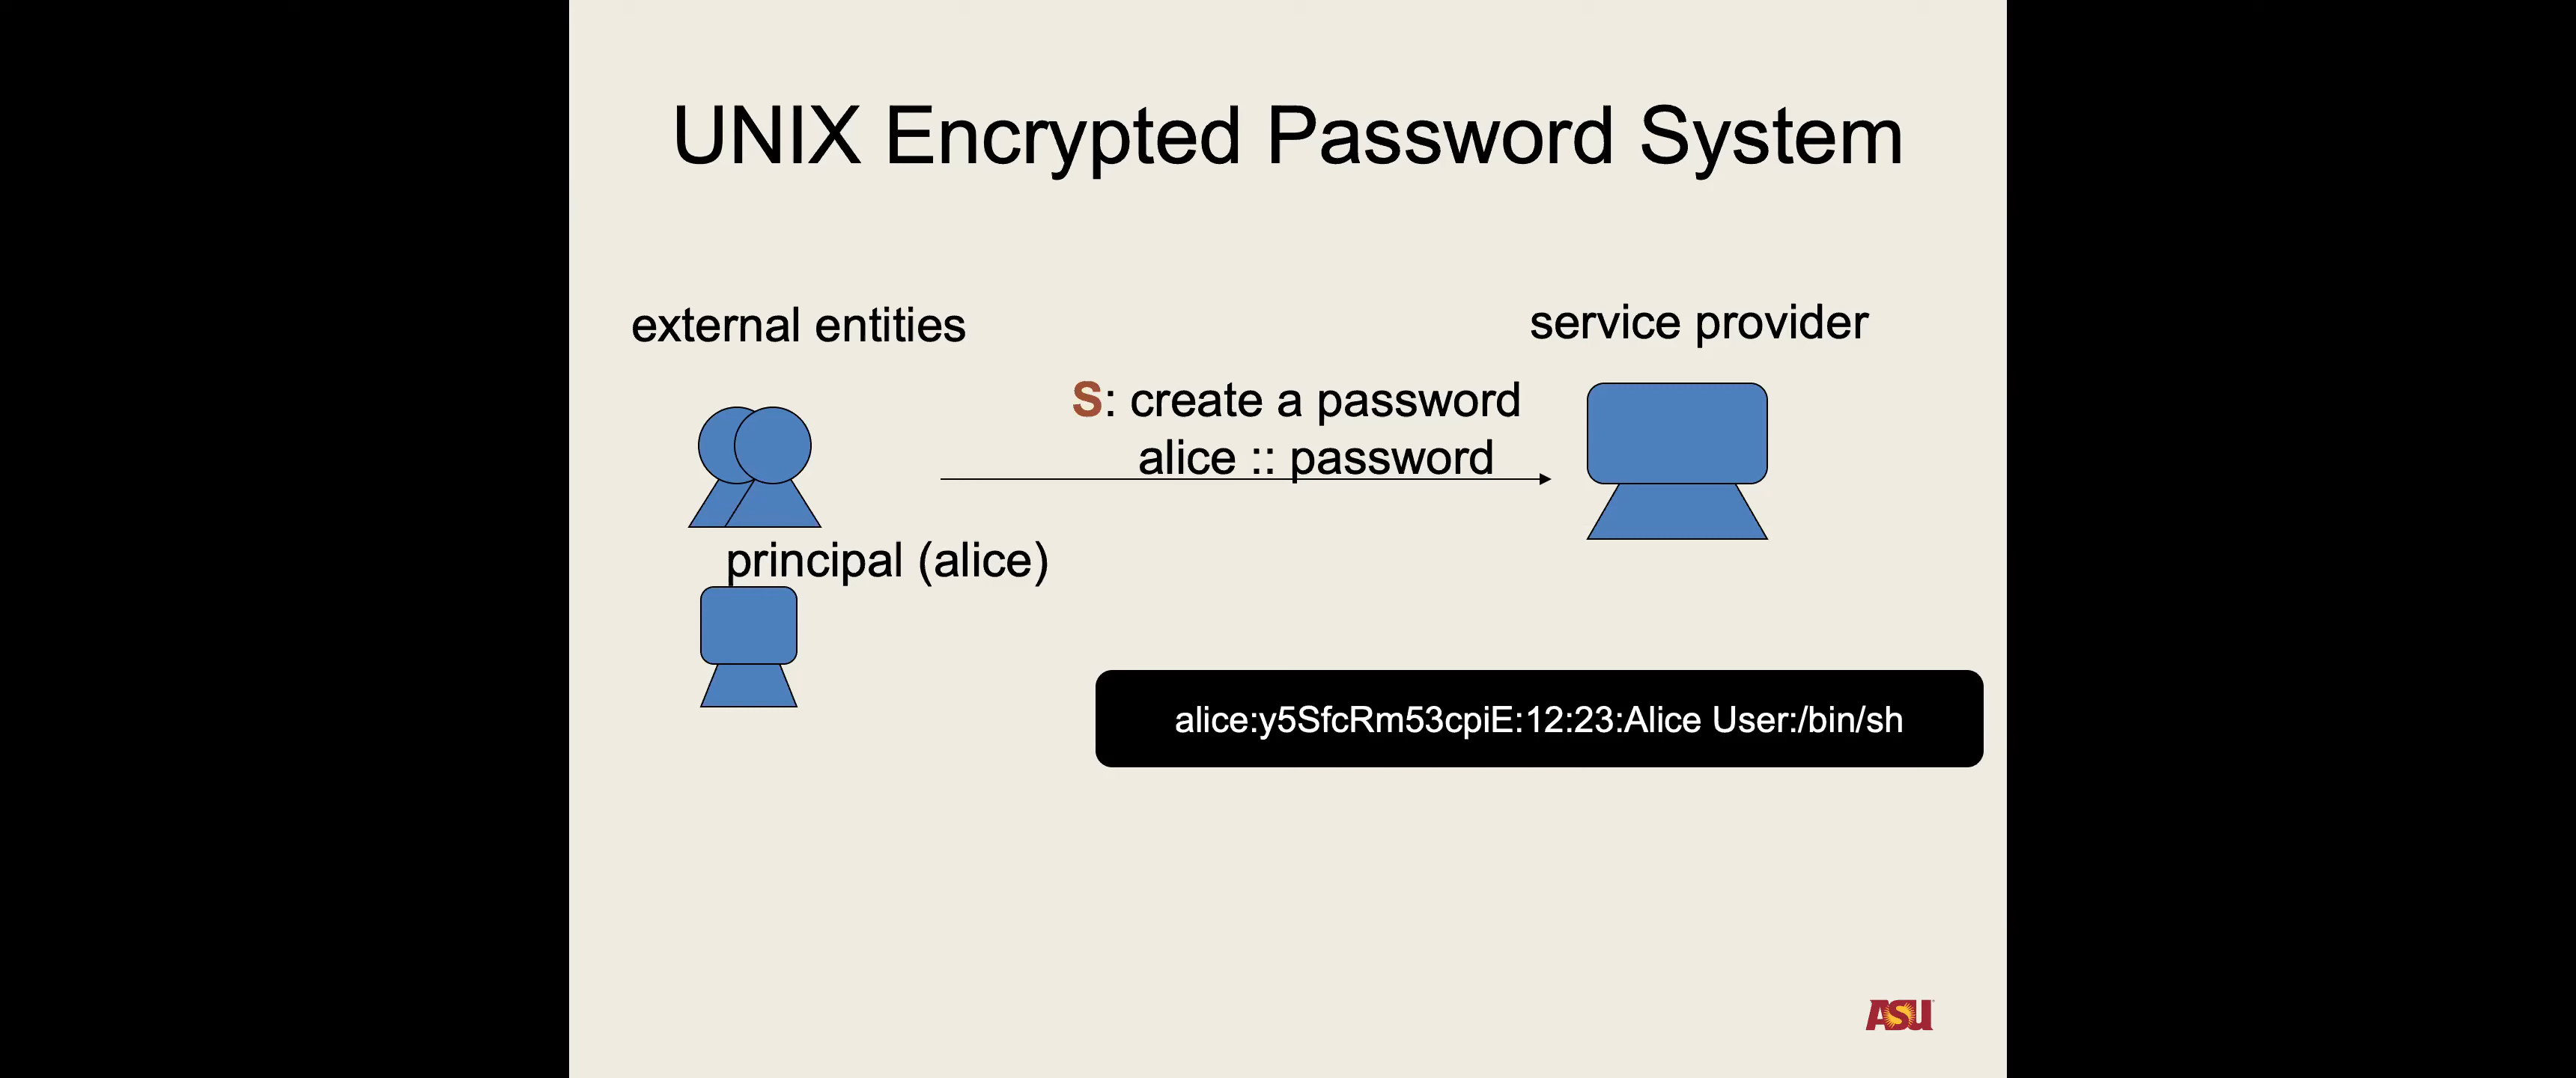 UNIX Encrypted Password System
external entities
service provider
S: create a password
alice :: password
principal (alice)
alice:y5SfcRm53cpiE:12:23:Alice User:/bin/sh
ASU